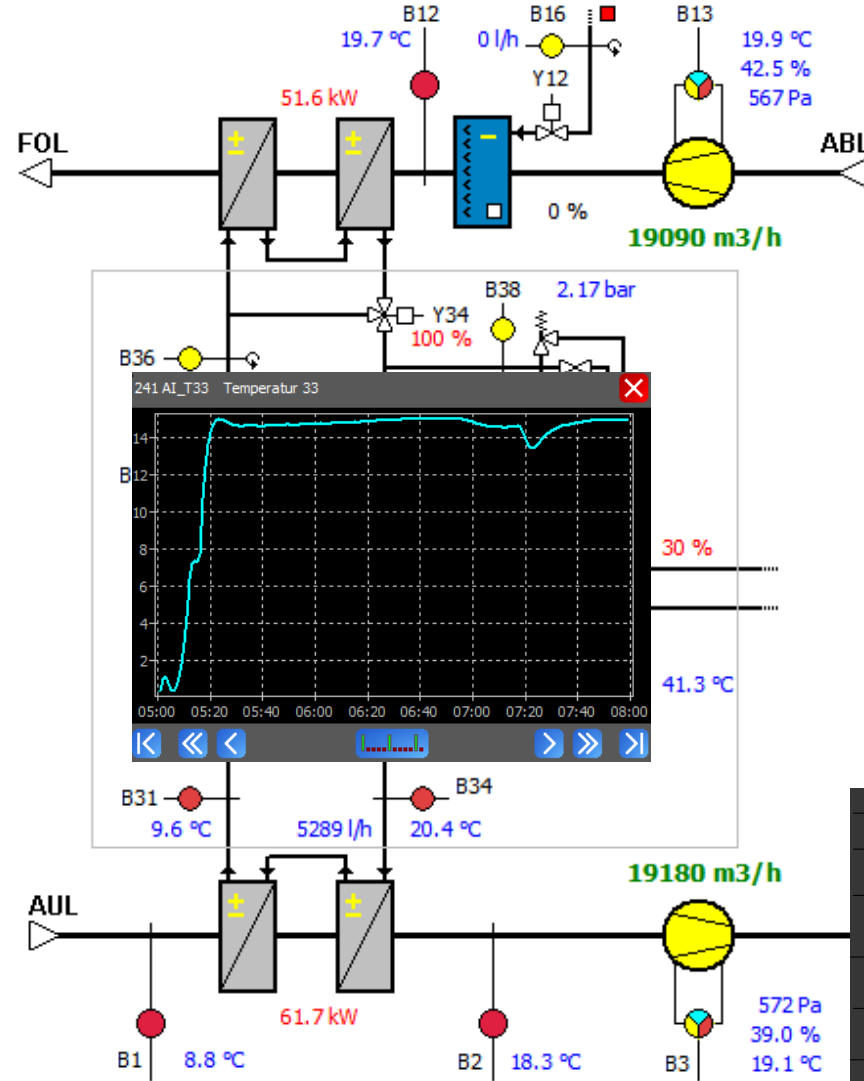 B12 B16 B13
19.7 °C 0 l/h 19.9 °C
42.5 %
Y12
51.6 kW 567 Pa
FOL ABL
0 %
19090 m3/h
B38 2.17 bar
Y34
100 %
B36
241 AI_T33 Temperatur 33
14
B
12
10
8
30 %
6
4
2
41.3 °C
05:00 05:20 05:40 06:00 06:20 06:40 07:00 07:20 07:40 08:00
B31 B34
9.6 °C 5289 l/h 20.4 °C
19180 m3/h
AUL
572 Pa
61.7 kW
39.0 %
B1 8.8 °C B2 18.3 °C B3 19.1 °C